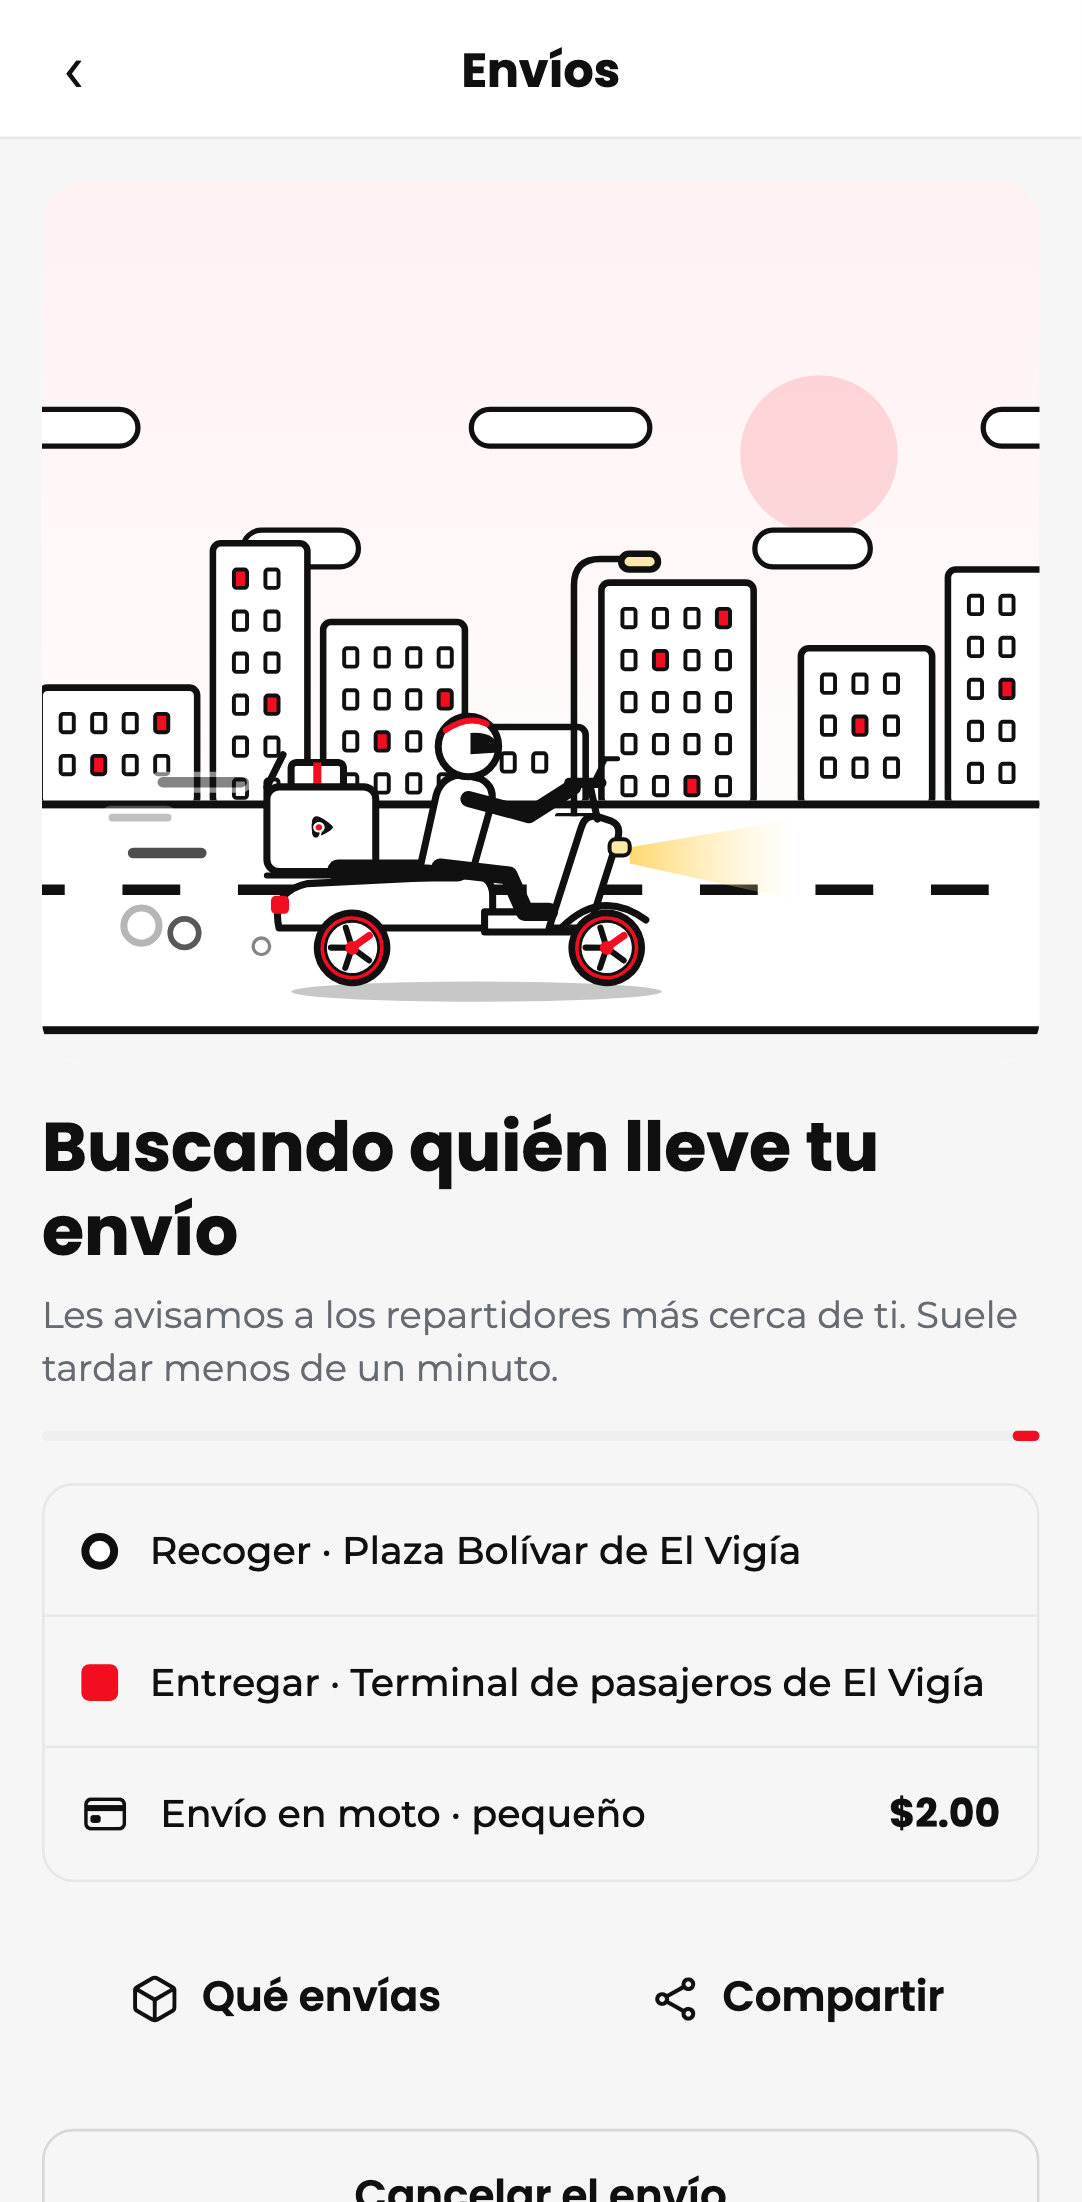 Envíos
Buscando quién lleve tu
envío
Les avisamos a los repartidores más cerca de ti. Suele
tardar menos de un minuto.
Recoger · Plaza Bolívar de El Vigía
Entregar · Terminal de pasajeros de El Vigía
Envío en moto · pequeño $2.00
Qué envías Compartir
Cancelar el envío